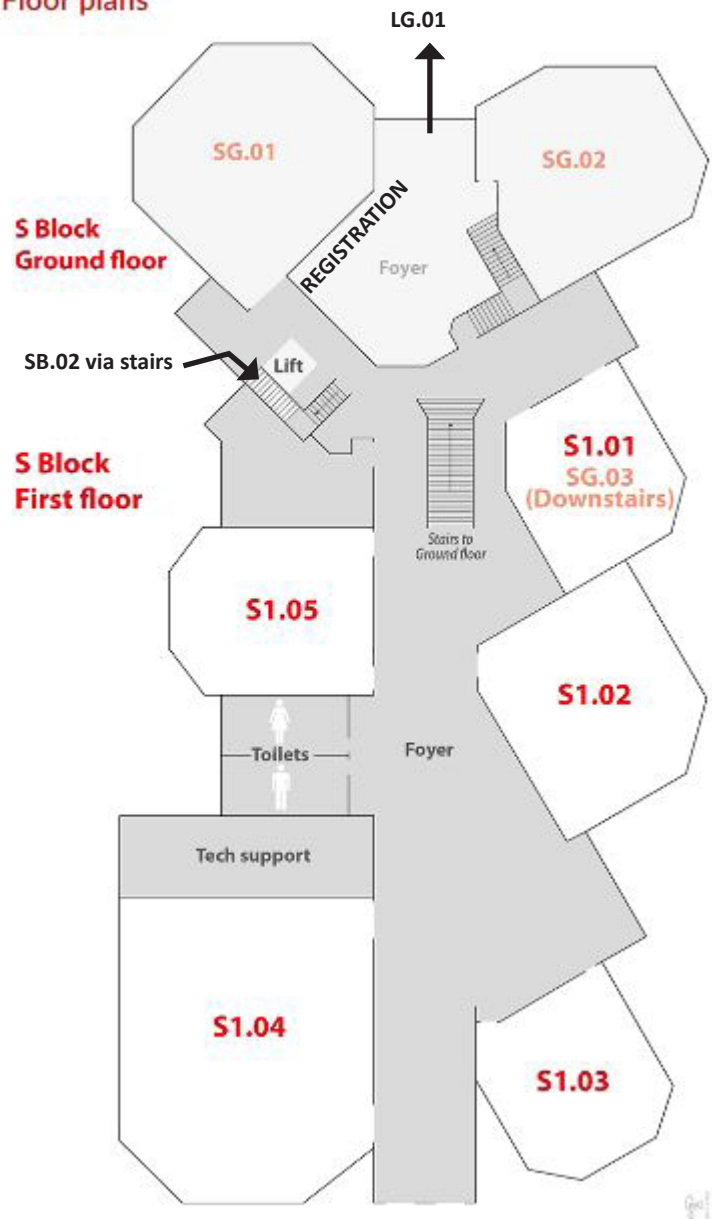 Floor plans
LG.01
SG.01
SG.02
REGISTRATION
S Block
Ground floor
Foyer
SB.02 via stairs
Lift
S1.01
SG.03
(Downstairs)
S Block
First floor
Stairs to
Ground floor
S1.05
S1.02
Toilets
Foyer
Tech support
S1.04
S1.03